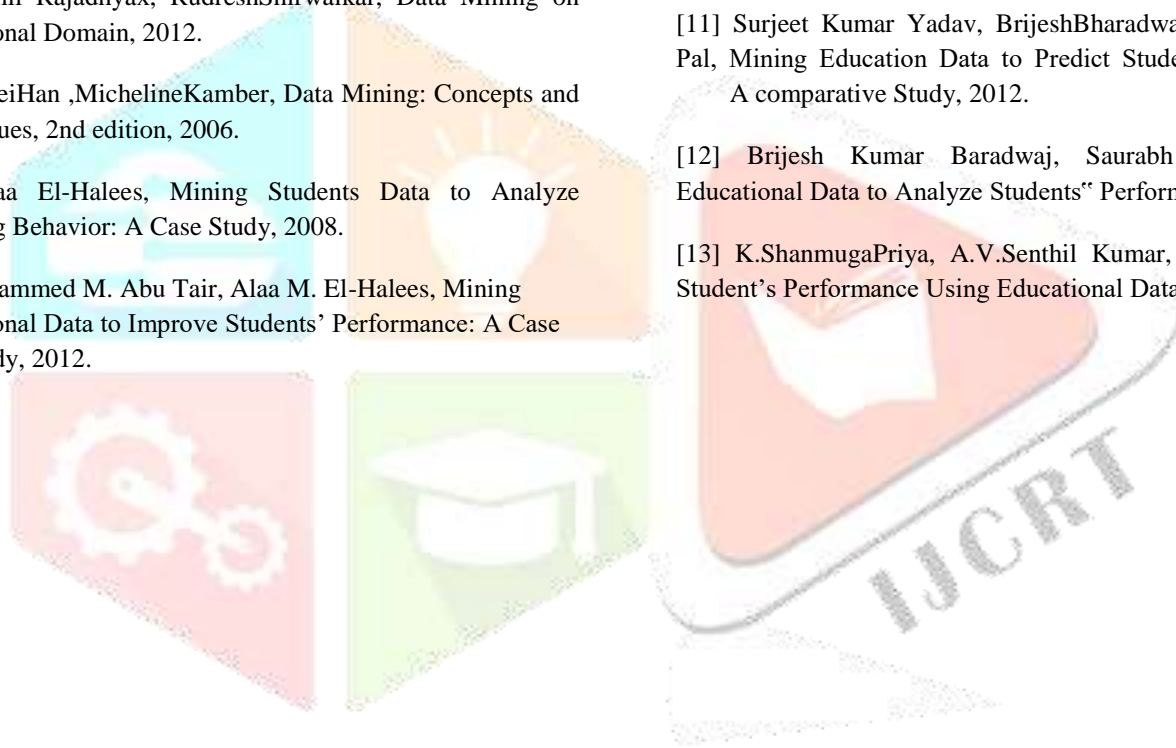 Rajadhyax, RudreshShirwaikar, Data Mining on
onal Domain, 2012.
eiHan ,MichelineKamber, Data Mining: Concepts and
ues, 2nd edition, 2006.
aa El-Halees, Mining Students Data to Analyze
g Behavior: A Case Study, 2008.
ammed M. Abu Tair, Alaa M. El-Halees, Mining
onal Data to Improve Students’ Performance: A Case
dy, 2012.
[11] Surjeet Kumar Yadav, BrijeshBharadwa
Pal, Mining Education Data to Predict Stude
A comparative Study, 2012.
[12] Brijesh Kumar Baradwaj, Saurabh
Educational Data to Analyze Students‟ Perform
[13] K.ShanmugaPriya, A.V.Senthil Kumar,
Student’s Performance Using Educational Data
IJCRT